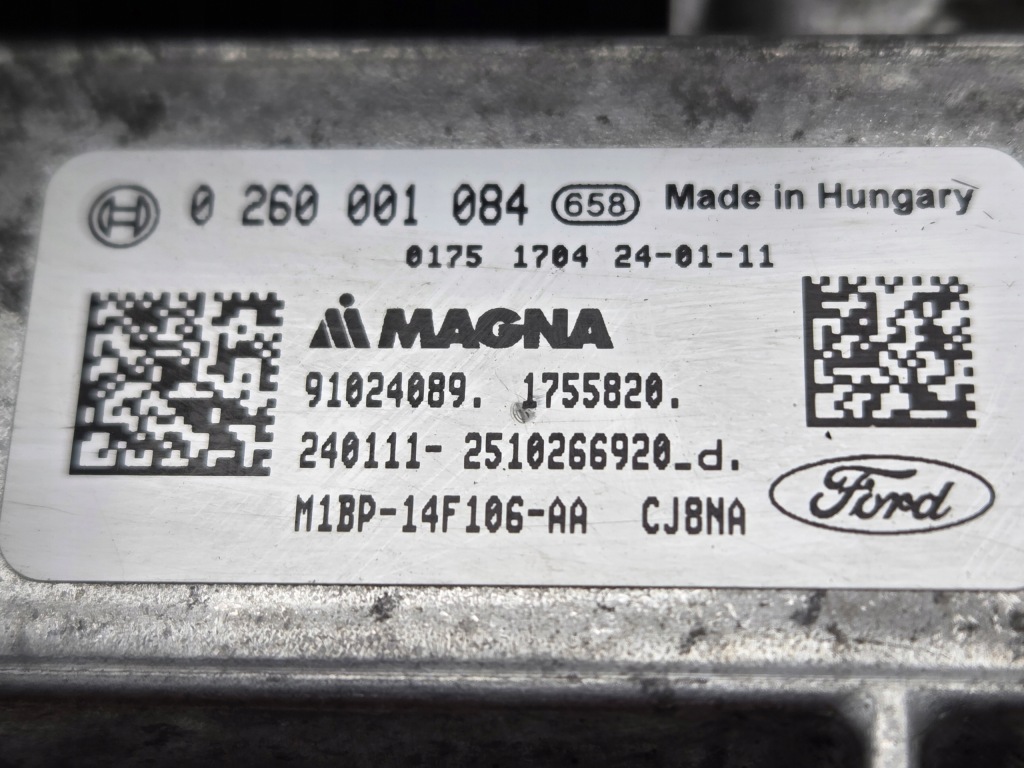 0 260 001 084 658 Made in Hungary
0175 1704 24-01-11
MAGNA
91024089. 1755820.
240111- 2510266920_d.
M1BP-14F106-AA CJ8NA
Ford